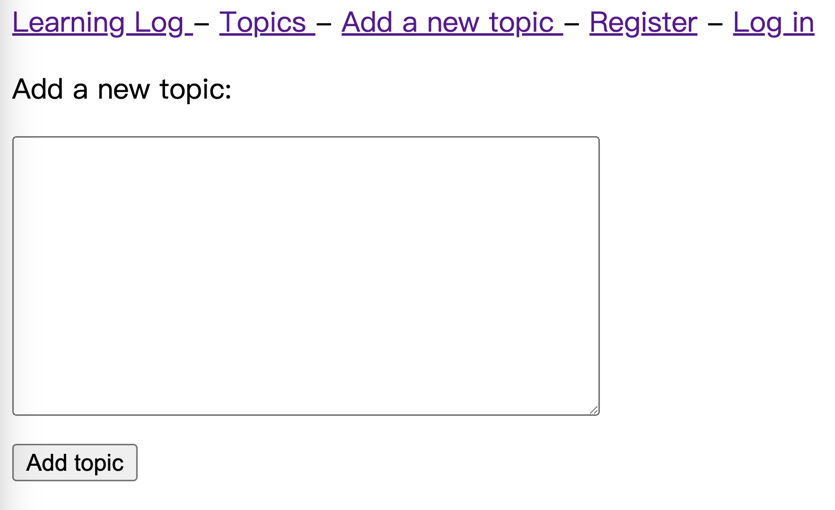 Learning Log – Topics – Add a new topic – Register – Log in
Add a new topic:
Add topic